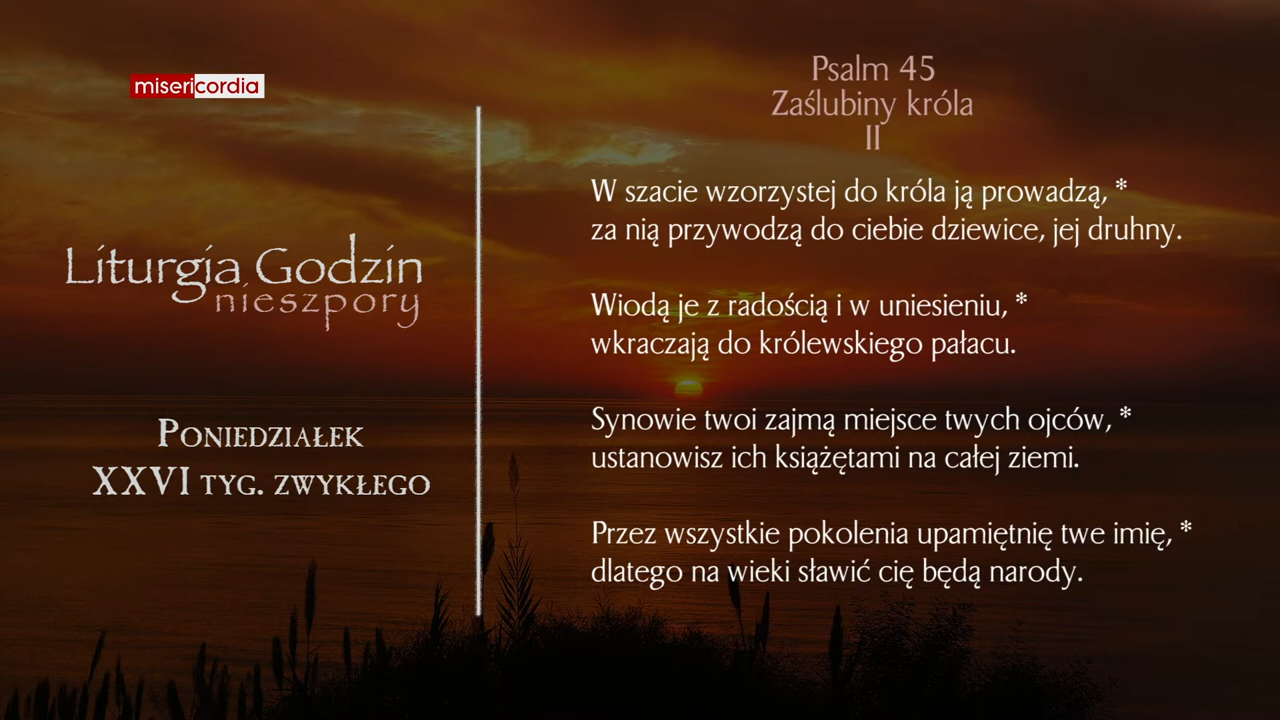 misericordia
Liturgia Godzin
nieszpory
Poniedziałek
XXVI tyg. zwykłego
Psalm 45
Zaślubiny króla
II
W szacie wzorzystej do króla ją prowadzą, *
za nią przywodzą do ciebie dziewice, jej druhny.
Wiodą je z radością i w uniesieniu, *
wkraczają do królewskiego pałacu.
Synowie twoi zajmą miejsce twych ojców, *
ustanowisz ich książętami na całej ziemi.
Przez wszystkie pokolenia upamiętnię twe imię, *
dlatego na wieki sławić cię będą narody.